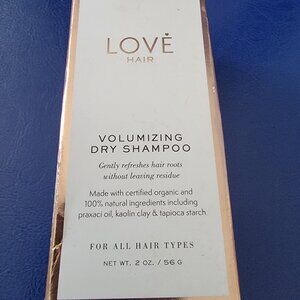 LOVE
HAIR
VOLUMIZING
DRY SHAMPOO
Gently refreshes hair roots
without leaving residue
Made with certified organic and
100% natural ingredients including
praxaci oil, kaolin clay & tapioca starch
FOR ALL HAIR TYPES
NET WT. 2 OZ. / 56 G